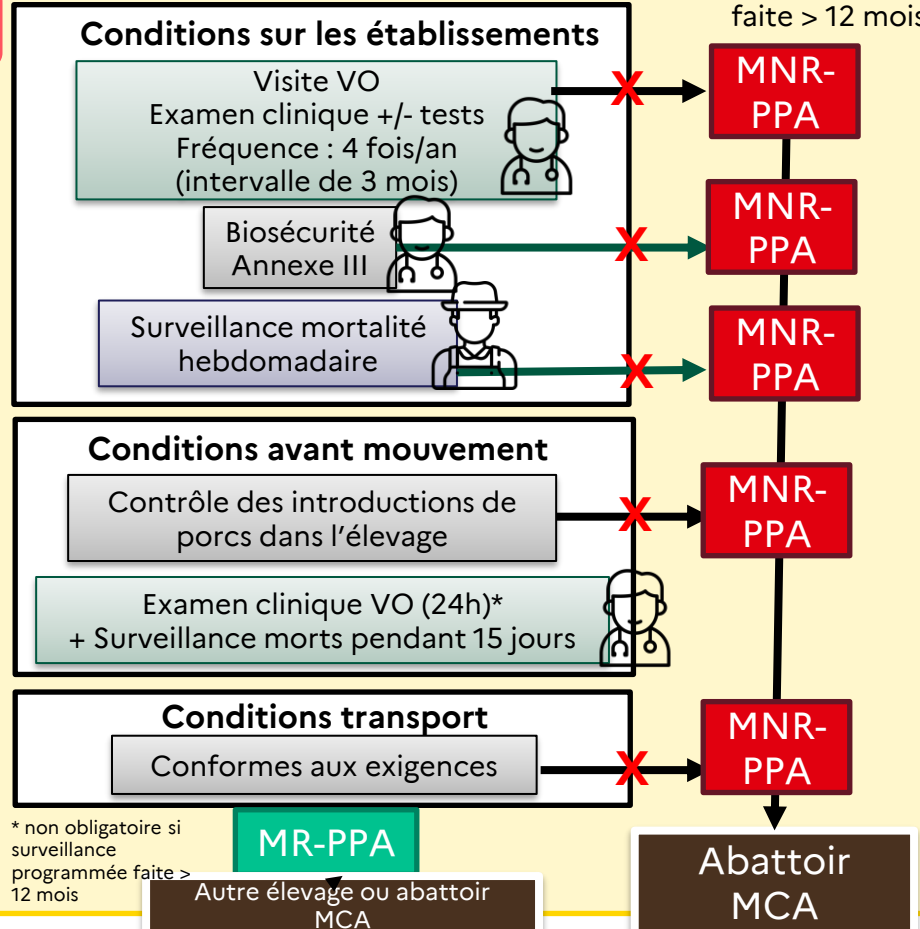 faite > 12 mois
Conditions sur les établissements
Visite VO
Examen clinique +/- tests
Fréquence : 4 fois/an
(intervalle de 3 mois)
X
MNR-
PPA
Biosécurité
Annexe III
X
MNR-
PPA
Surveillance mortalité
hebdomadaire
X
MNR-
PPA
Conditions avant mouvement
Contrôle des introductions de
porcs dans l'élevage
X
MNR-
PPA
Examen clinique VO (24h)*
+ Surveillance morts pendant 15 jours
Conditions transport
Conformes aux exigences
X
MNR-
PPA
* non obligatoire si
surveillance
programmée faite >
12 mois
MR-PPA
Autre élevage ou abattoir
MCA
Abattoir
MCA